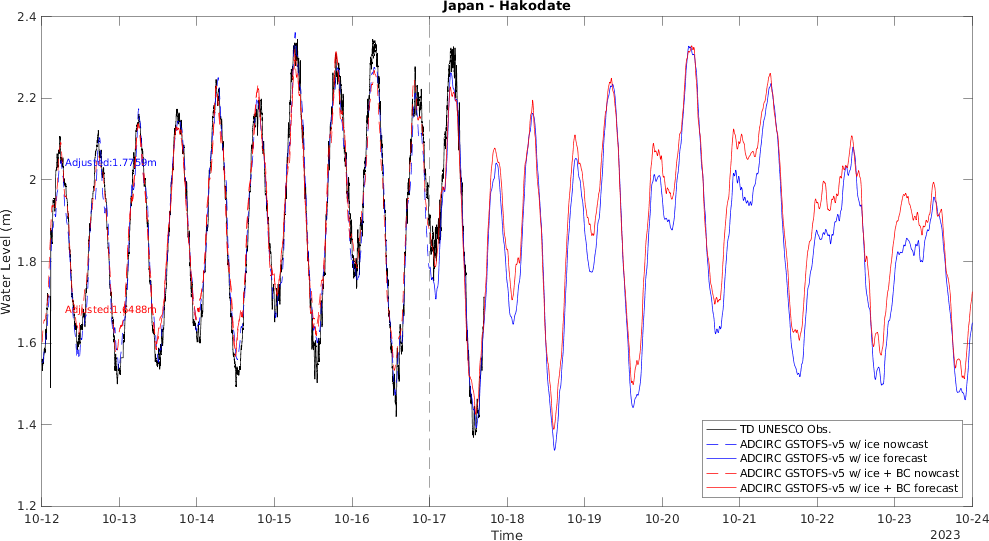 Japan - Hakodate
2.4
2.2
2
1.8
1.6
1.4
1.2
Water Level (m)
Adjusted:1.7759m
Adjusted:1.6488m
TD UNESCO Obs.
ADCIRC GSTOFS-v5 w/ ice nowcast
ADCIRC GSTOFS-v5 w/ ice forecast
ADCIRC GSTOFS-v5 w/ ice + BC nowcast
ADCIRC GSTOFS-v5 w/ ice + BC forecast
10-12 10-13 10-14 10-15 10-16 10-17 10-18 10-19 10-20 10-21 10-22 10-23 10-24
Time
2023